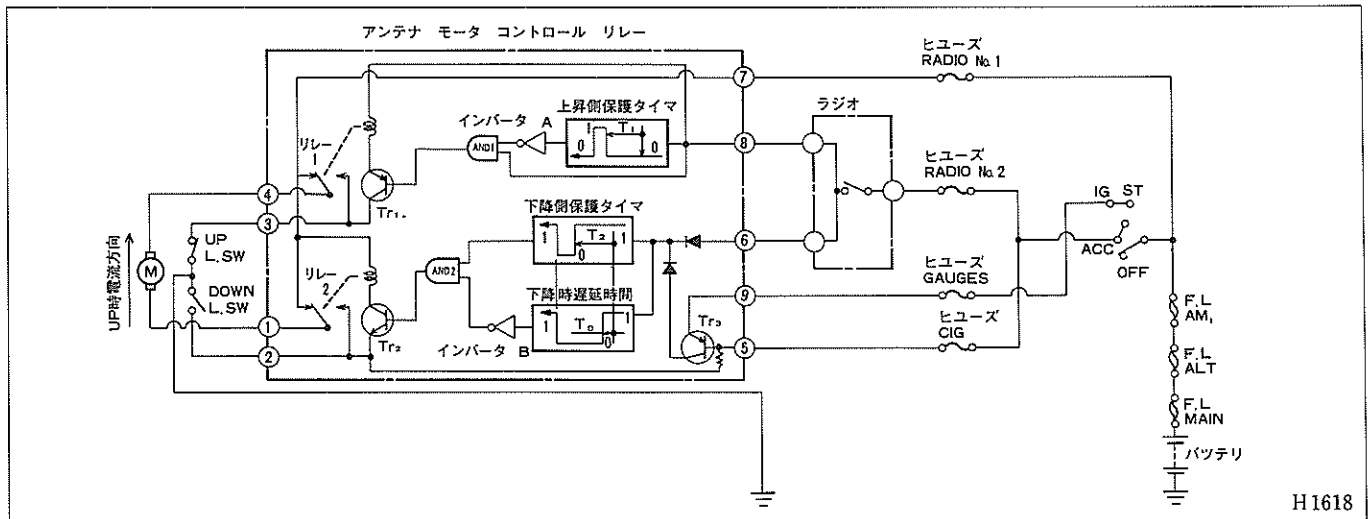 アンテナ モータ コントロール リレー
ヒューズ
RADIO No.1
7
上昇側保護タイマ
ラジオ
インバータ A
1 T₁
0 0
リレー
1
AND1
8
ヒューズ
RADIO No.2
4
Tr₁
IG ST
3
下降側保護タイマ
UP
L.SW
1 T₂ 1
0
6
ACC
OFF
UP時電流方向
M
リレー
2
AND2
ヒューズ
GAUGES
DOWN
L.SW
下降時遅延時間
9
F.L
AM₁
1 T₀ 1
0
Tr₃
ヒューズ
CIG
1
Tr₂
インバータ B
5
2
F.L
ALT
F.L
MAIN
バッテリ
H1618